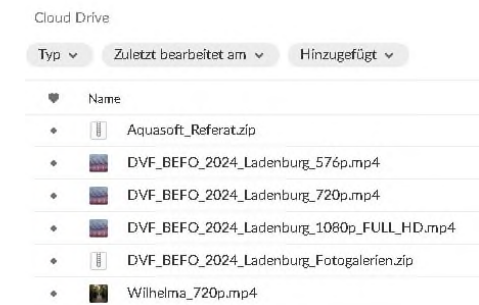 Cloud Drive
Typ Zuletzt bearbeitet am Hinzugefügt
Name
Aquasoft_Referat.zip
DVF_BEFO_2024_Ladenburg_576p.mp4
DVF_BEFO_2024_Ladenburg_720p.mp4
DVF_BEFO_2024_Ladenburg_1080p_FULL_HD.mp4
DVF_BEFO_2024_Ladenburg_Fotogalerien.zip
Wilhelma_720p.mp4